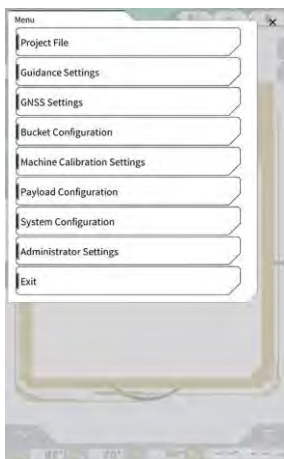 Menu
Project File
Guidance Settings
GNSS Settings
Bucket Configuration
Machine Calibration Settings
Payload Configuration
System Configuration
Administrator Settings
Exit